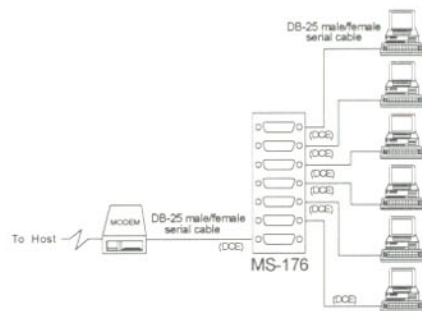 DB-25 male/female
serial cable
(DCE)
(DCE)
(DCE)
(DCE)
(DCE)
MODEM
DB-25 male/female
serial cable
To Host
(DCE)
MS-176
(DCE)